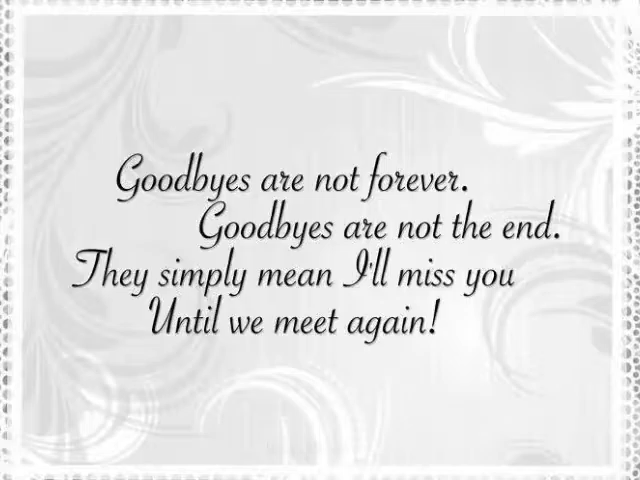 Goodbyes are not forever.
Goodbyes are not the end.
They simply mean I'll miss you
Until we meet again!